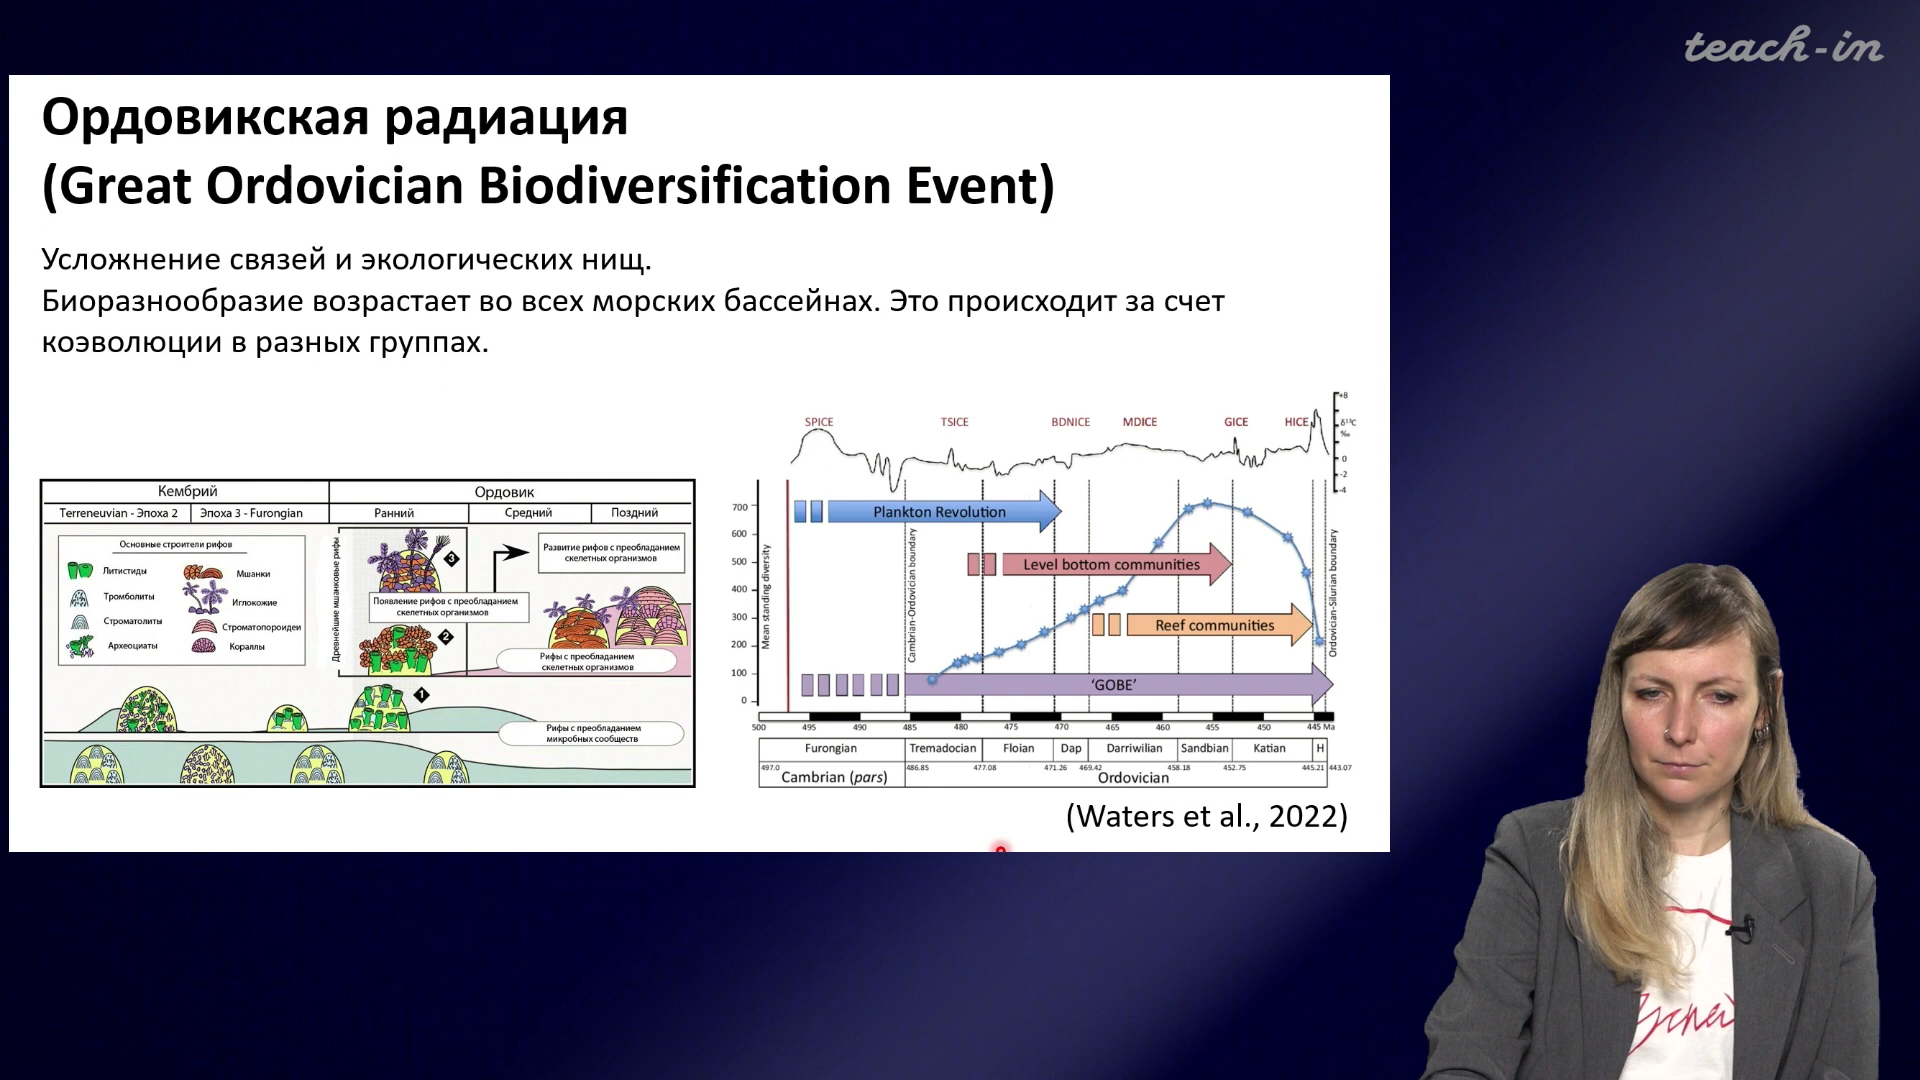 teach-in
Ордовикская радиация
(Great Ordovician Biodiversification Event)
Усложнение связей и экологических нищ.
Биоразнообразие возрастает во всех морских бассейнах. Это происходит за счет
коэволюции в разных группах.
Кембрий
Ордовик
Terreneuvian - Эпоха 2
Эпоха 3 - Furongian
Ранний
Средний
Поздний
Основные строители рифов
Литистиды
Тромболиты
Строматолиты
Археоциаты
Мшанки
Иглокожие
Строматопороидеи
Кораллы
Древнейшие мшанковые рифы
3
Появление рифов с преобладанием
скелетных организмов
2
1
Развитие рифов с преобладанием
скелетных организмов
Рифы с преобладанием
скелетных организмов
Рифы с преобладанием
микробных сообществ
SPICE
TSICE
BDNICE
MDICE
GICE
HICE
+8
δ¹³C
‰
0
-2
-4
Mean standing diversity
700
600
500
400
300
200
100
0
Plankton Revolution
Level bottom communities
Reef communities
'GOBE'
Cambrian-Ordovician boundary
Ordovician-Silurian boundary
500 495 490 485 480 475 470 465 460 455 450 445 Ma
Furongian Tremadocian Floian Dap Darriwilian Sandbian Katian H
497.0 486.85 477.08 471.26 469.42 458.18 452.75 445.21 443.07
Cambrian (pars) Ordovician
(Waters et al., 2022)